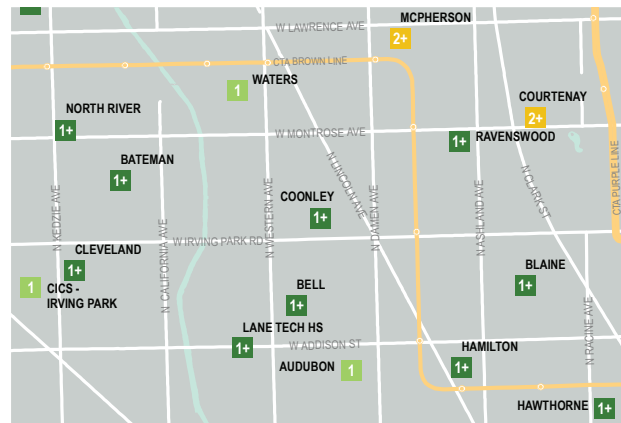 MCPHERSON
W LAWRENCE AVE
2+
CTA BROWN LINE
WATERS
1
COURTENAY
2+
NORTH RIVER
1+
W MONTROSE AVE
RAVENSWOOD
1+
BATEMAN
1+
N LINCOLN AVE
N CLARK ST
CTA PURPLE LINE
COONLEY
1+
N KEDZIE AVE
N CALIFORNIA AVE
N WESTERN AVE
N DAMEN AVE
N ASHLAND AVE
W IRVING PARK RD
CLEVELAND
1+
BLAINE
1+
1
CICS -
IRVING PARK
BELL
1+
N RACINE AVE
LANE TECH HS
1+
W ADDISON ST
HAMILTON
1+
AUDUBON
1
HAWTHORNE
1+